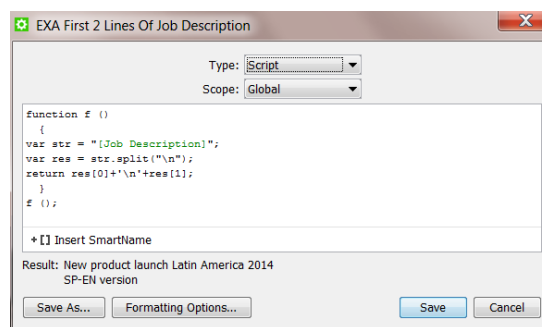 EXA First 2 Lines Of Job Description
Type: Script
Scope: Global
function f ()
{
var str = "[Job Description]";
var res = str.split("\n");
return res[0]+'\n'+res[1];
}
f ();
+[] Insert SmartName
Result: New product launch Latin America 2014
SP-EN version
Save As... Formatting Options... Save Cancel